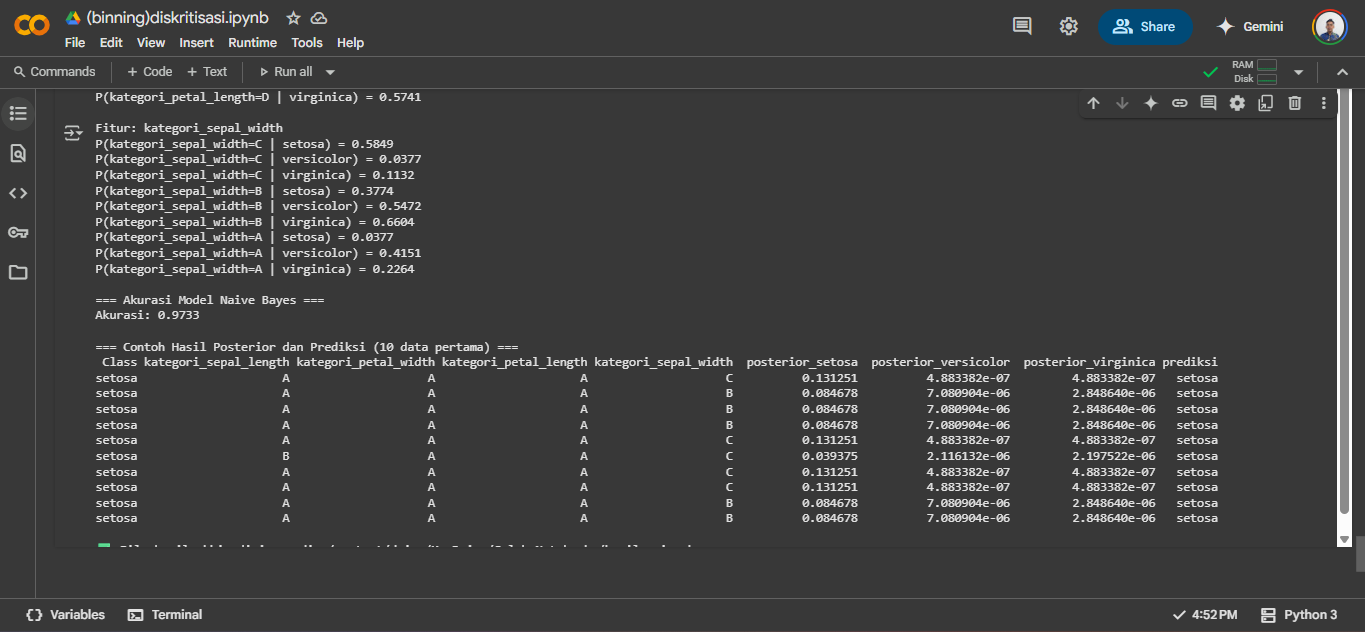 (binning)diskritisasi.ipynb
File Edit View Insert Runtime Tools Help
Share
Gemini
Commands + Code + Text Run all
RAM
Disk
P(kategori_petal_length=D | virginica) = 0.5741
Fitur: kategori_sepal_width
P(kategori_sepal_width=C | setosa) = 0.5849
P(kategori_sepal_width=C | versicolor) = 0.0377
P(kategori_sepal_width=C | virginica) = 0.1132
P(kategori_sepal_width=B | setosa) = 0.3774
P(kategori_sepal_width=B | versicolor) = 0.5472
P(kategori_sepal_width=B | virginica) = 0.6604
P(kategori_sepal_width=A | setosa) = 0.0377
P(kategori_sepal_width=A | versicolor) = 0.4151
P(kategori_sepal_width=A | virginica) = 0.2264
=== Akurasi Model Naive Bayes ===
Akurasi: 0.9733
=== Contoh Hasil Posterior dan Prediksi (10 data pertama) ===
Class kategori_sepal_length kategori_petal_width kategori_petal_length kategori_sepal_width posterior_setosa posterior_versicolor posterior_virginica prediksi
setosa A A A C 0.131251 4.883382e-07 4.883382e-07 setosa
setosa A A A B 0.084678 7.080904e-06 2.848640e-06 setosa
setosa A A A B 0.084678 7.080904e-06 2.848640e-06 setosa
setosa A A A B 0.084678 7.080904e-06 2.848640e-06 setosa
setosa A A A C 0.131251 4.883382e-07 4.883382e-07 setosa
setosa B A A C 0.039375 2.116132e-06 2.197522e-06 setosa
setosa A A A C 0.131251 4.883382e-07 4.883382e-07 setosa
setosa A A A C 0.131251 4.883382e-07 4.883382e-07 setosa
setosa A A A B 0.084678 7.080904e-06 2.848640e-06 setosa
setosa A A A B 0.084678 7.080904e-06 2.848640e-06 setosa
Variables Terminal
4:52 PM Python 3